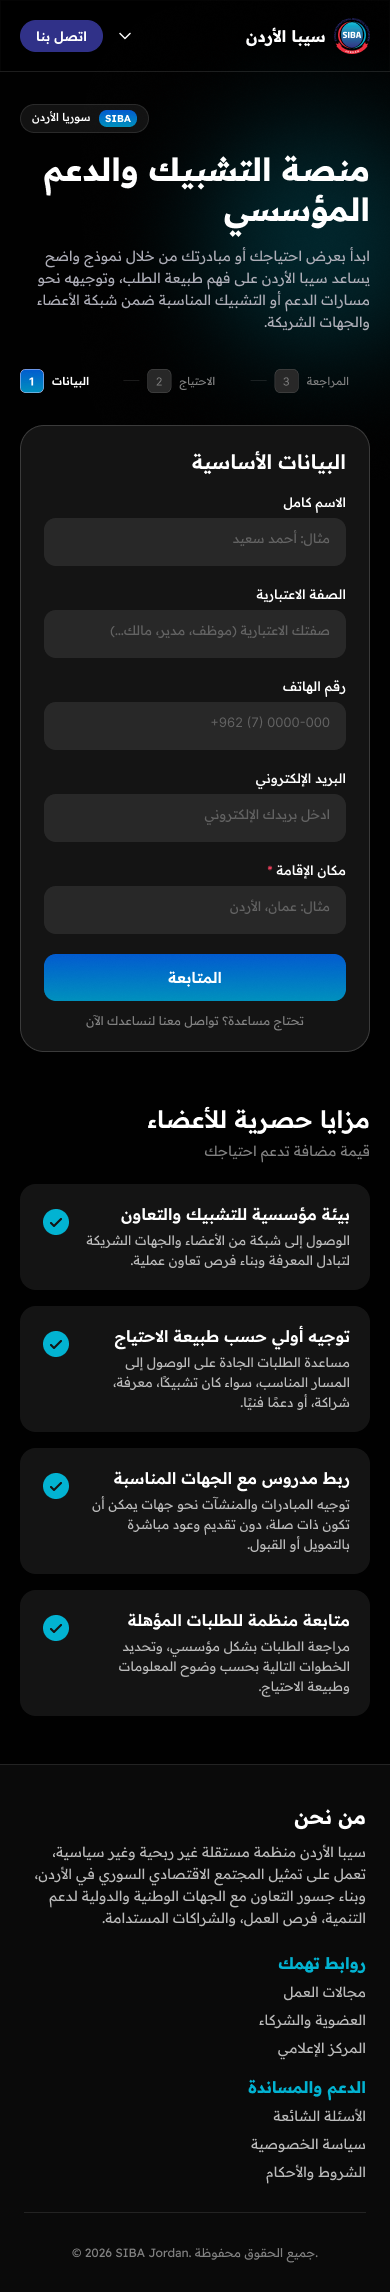 سيبا الأردن
SIBA
JORDAN
اتصل بنا
SIBA سوريا الأردن
منصة التشبيك والدعم
المؤسسي
ابدأ بعرض احتياجك أو مبادرتك من خلال نموذج واضح
يساعد سيبا الأردن على فهم طبيعة الطلب، وتوجيهه نحو
مسارات الدعم أو التشبيك المناسبة ضمن شبكة الأعضاء
والجهات الشريكة.
1 البيانات
2 الاحتياج
3 المراجعة
البيانات الأساسية
الاسم كامل
مثال: أحمد سعيد
الصفة الاعتبارية
صفتك الاعتبارية (موظف، مدير، مالك...)
رقم الهاتف
+962 (7) 0000-000
البريد الإلكتروني
ادخل بريدك الإلكتروني
مكان الإقامة *
مثال: عمان، الأردن
المتابعة
تحتاج مساعدة؟ تواصل معنا لنساعدك الآن
مزايا حصرية للأعضاء
قيمة مضافة تدعم احتياجك
بيئة مؤسسية للتشبيك والتعاون
الوصول إلى شبكة من الأعضاء والجهات الشريكة
لتبادل المعرفة وبناء فرص تعاون عملية.
توجيه أولي حسب طبيعة الاحتياج
مساعدة الطلبات الجادة على الوصول إلى
المسار المناسب، سواء كان تشبيكًا، معرفة،
شراكة، أو دعمًا فنيًا.
ربط مدروس مع الجهات المناسبة
توجيه المبادرات والمنشآت نحو جهات يمكن أن
تكون ذات صلة، دون تقديم وعود مباشرة
بالتمويل أو القبول.
متابعة منظمة للطلبات المؤهلة
مراجعة الطلبات بشكل مؤسسي، وتحديد
الخطوات التالية بحسب وضوح المعلومات
وطبيعة الاحتياج.
من نحن
سيبا الأردن منظمة مستقلة غير ربحية وغير سياسية،
تعمل على تمثيل المجتمع الاقتصادي السوري في الأردن،
وبناء جسور التعاون مع الجهات الوطنية والدولية لدعم
التنمية، فرص العمل، والشراكات المستدامة.
روابط تهمك
مجالات العمل
العضوية والشركاء
المركز الإعلامي
الدعم والمساندة
الأسئلة الشائعة
سياسة الخصوصية
الشروط والأحكام
© 2026 SIBA Jordan. جميع الحقوق محفوظة.